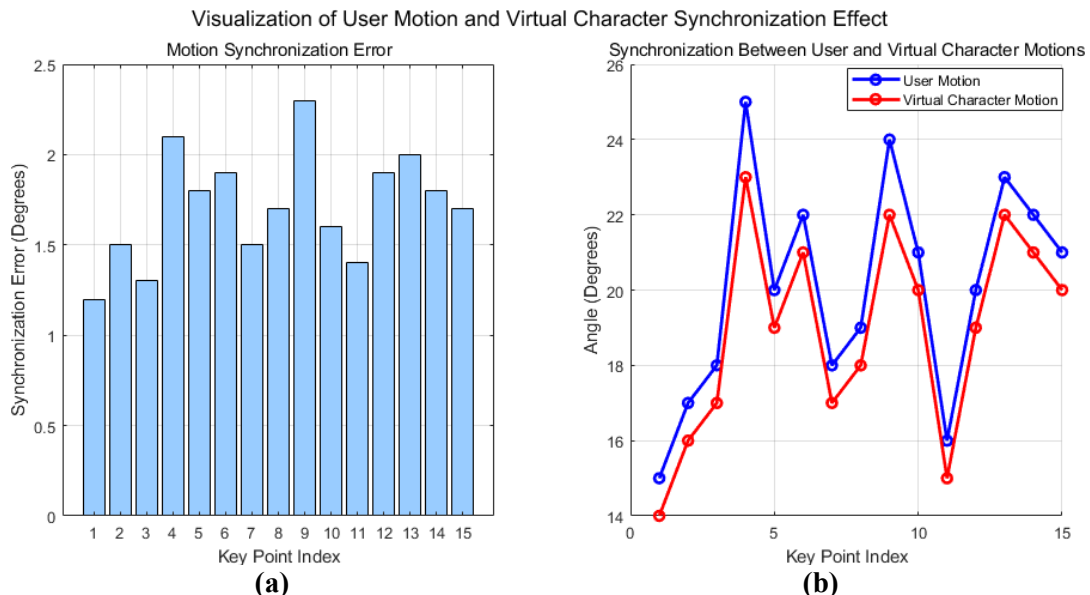 Visualization of User Motion and Virtual Character Synchronization Effect
Motion Synchronization Error
2.5
2
1.5
1
0.5
0
Synchronization Error (Degrees)
1 2 3 4 5 6 7 8 9 10 11 12 13 14 15
Key Point Index
(a)
Synchronization Between User and Virtual Character Motions
26
24
22
20
18
16
14
Angle (Degrees)
User Motion
Virtual Character Motion
0 5 10 15
Key Point Index
(b)